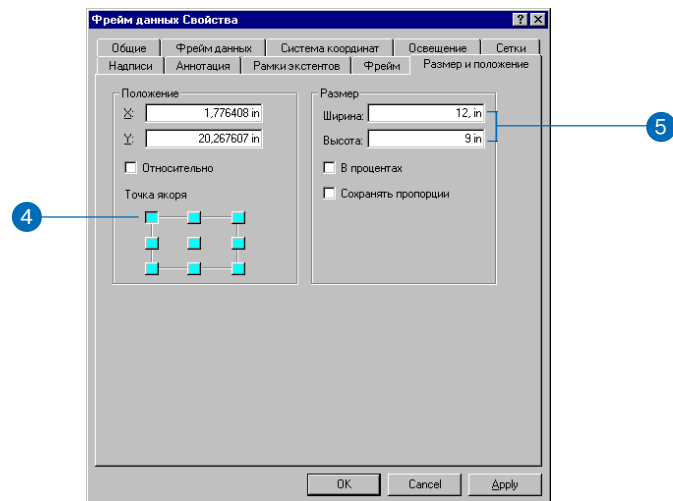 Фрейм данных Свойства
Общие Фрейм данных Система координат Освещение Сетки
Надписи Аннотация Рамки экстентов Фрейм Размер и положение
Положение
X: 1,776408 in
Y: 20,267607 in
Относительно
Точка якоря
4
Размер
Ширина: 12, in
Высота: 9 in
5
В процентах
Сохранять пропорции
OK Cancel Apply